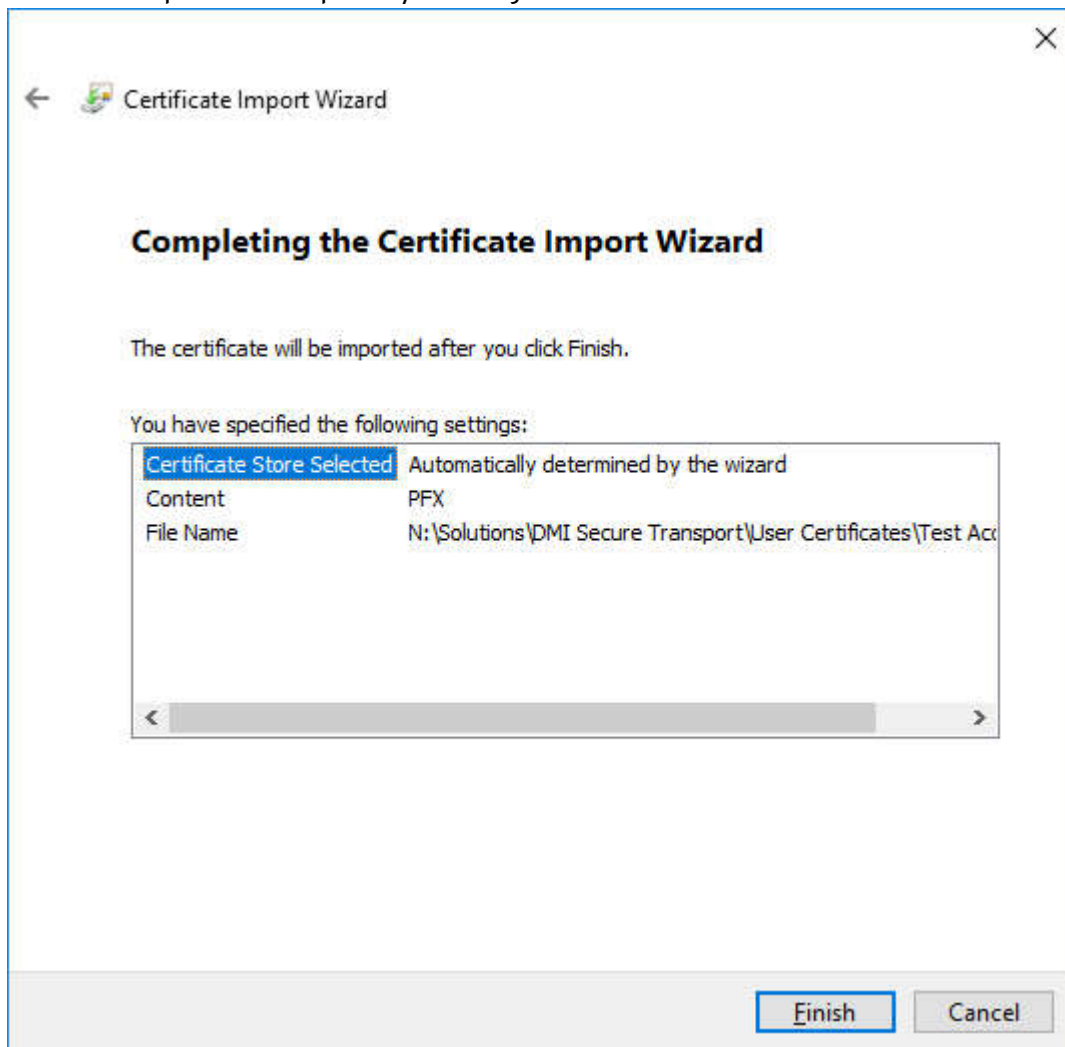 Certificate Import Wizard
Completing the Certificate Import Wizard
The certificate will be imported after you click Finish.
You have specified the following settings:
Certificate Store Selected Automatically determined by the wizard
Content PFX
File Name N:\Solutions\DMI Secure Transport\User Certificates\Test Acc
Finish Cancel